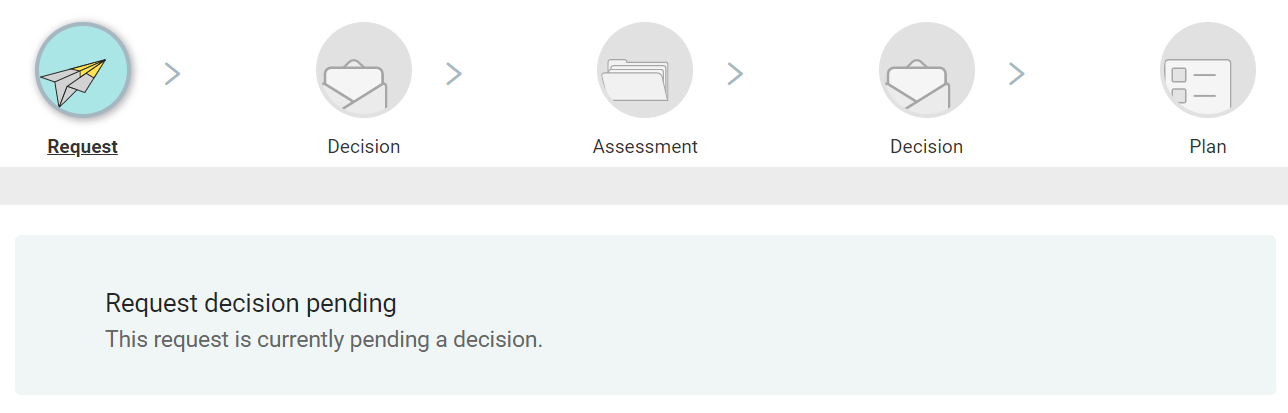 Request
Decision
Assessment
Decision
Plan
Request decision pending
This request is currently pending a decision.